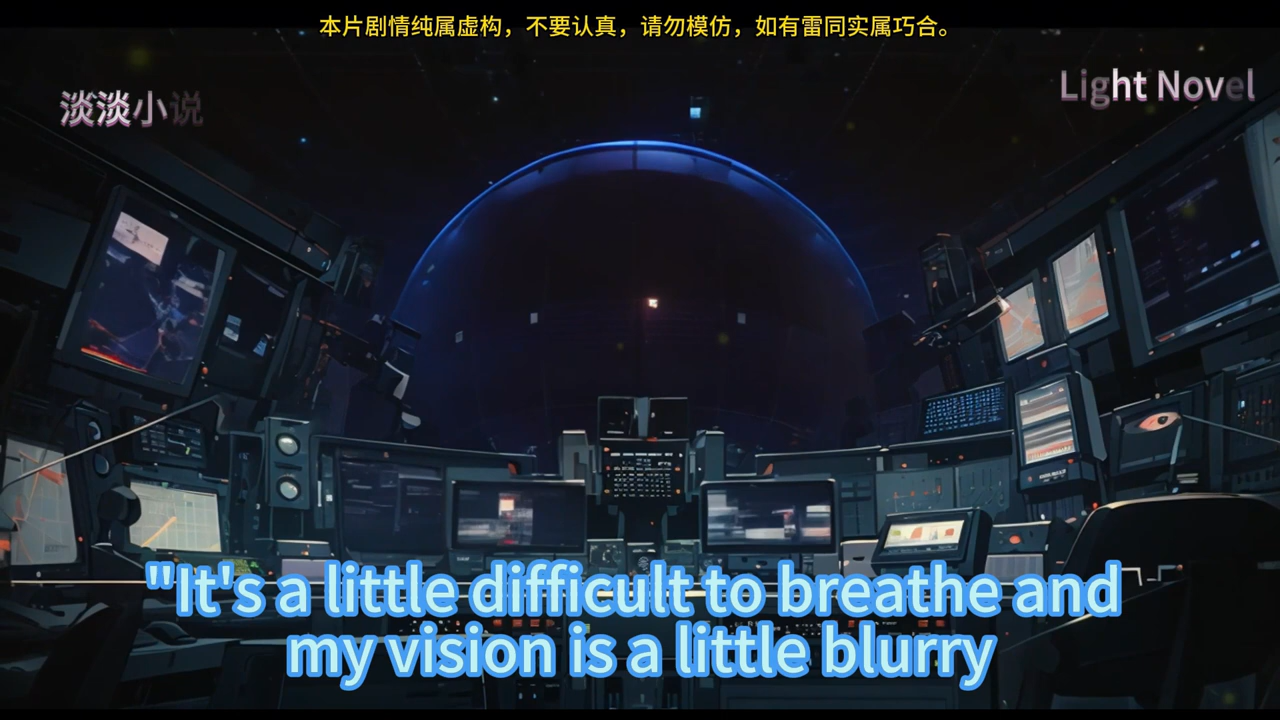 本片剧情纯属虚构，不要认真，请勿模仿，如有雷同实属巧合。
淡淡小说
Light Novel
"It's a little difficult to breathe and
my vision is a little blurry